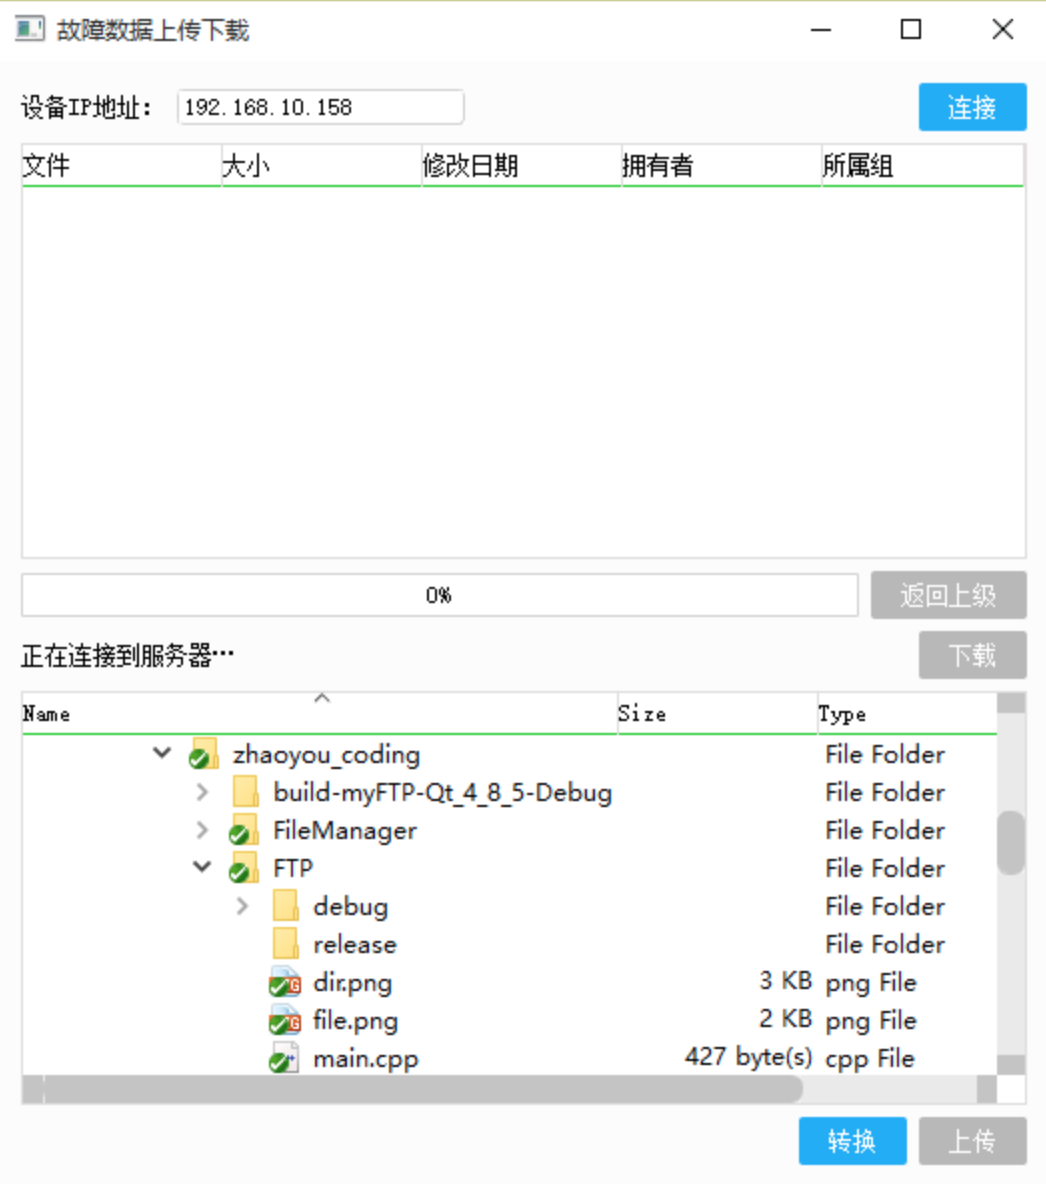 故障数据上传下载
设备IP地址： 192.168.10.158 连接
文件 大小 修改日期 拥有者 所属组
0% 返回上级
正在连接到服务器… 下载
Name Size Type
zhaoyou_coding File Folder
build-myFTP-Qt_4_8_5-Debug File Folder
FileManager File Folder
FTP File Folder
debug File Folder
release File Folder
dir.png 3 KB png File
file.png 2 KB png File
main.cpp 427 byte(s) cpp File
转换 上传